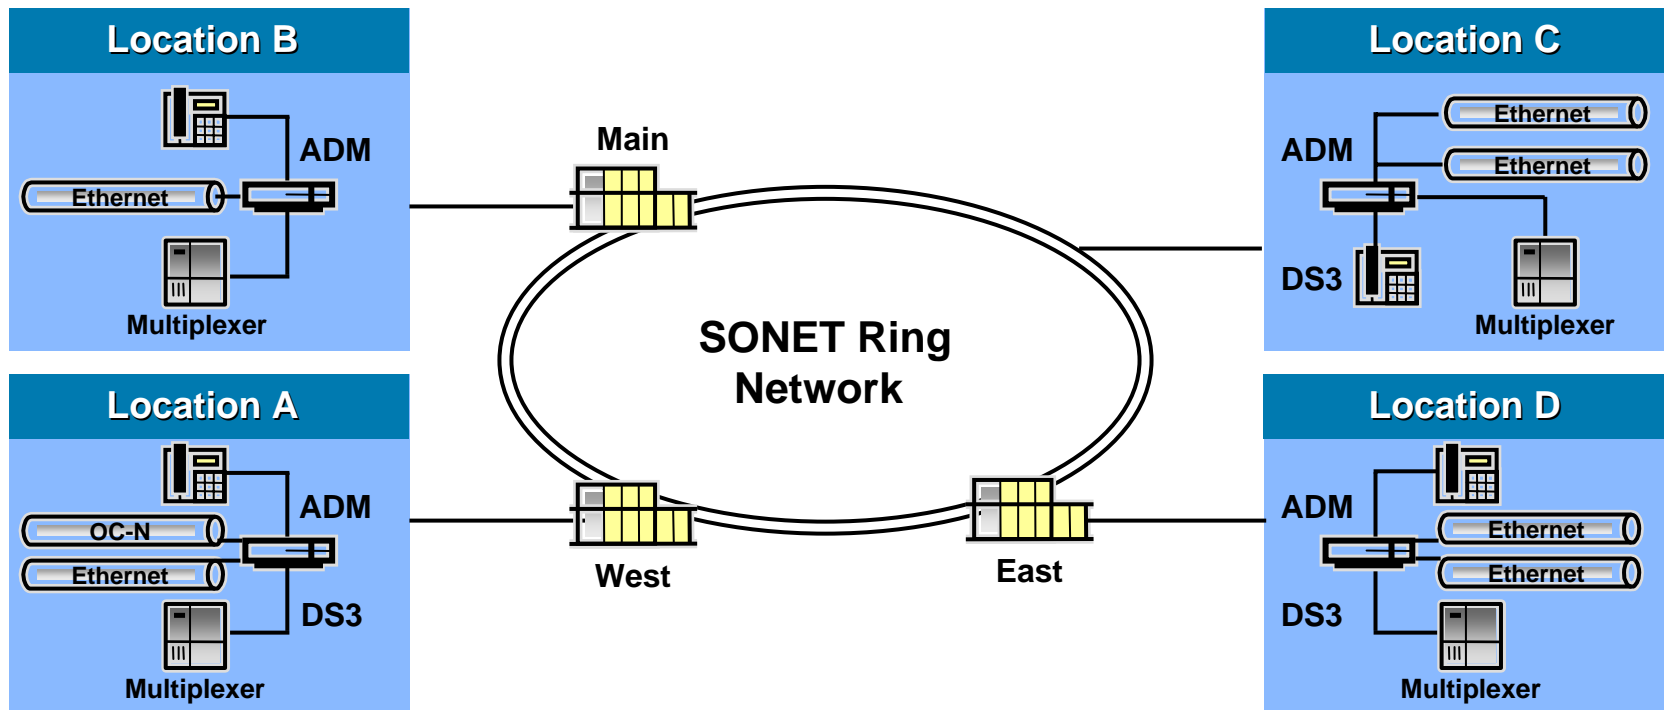 Location B
ADM
Ethernet
Multiplexer
Location A
ADM
OC-N
Ethernet
DS3
Multiplexer
Main
SONET Ring
Network
West
East
Location C
Ethernet
ADM
Ethernet
DS3
Multiplexer
Location D
ADM
Ethernet
Ethernet
DS3
Multiplexer